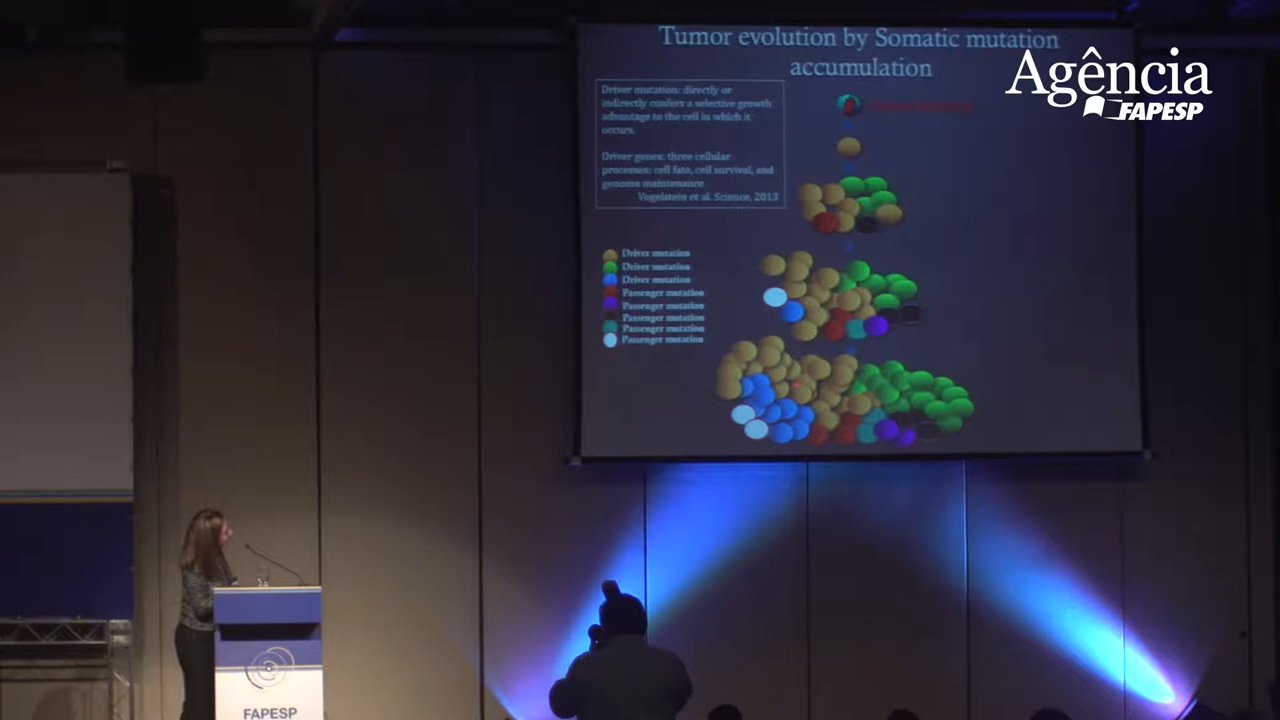 Tumor evolution by Somatic mutation
accumulation
Agência
FAPESP
Driver mutation: directly or
indirectly confers a selective growth
advantage to the cell in which it
occurs.
Driver genes: three cellular
processes: cell fate, cell survival, and
genome maintenance
Vogelstein et al. Science, 2013
Driver mutation
Driver mutation
Driver mutation
Passenger mutation
Passenger mutation
Passenger mutation
Passenger mutation
Passenger mutation
FAPESP